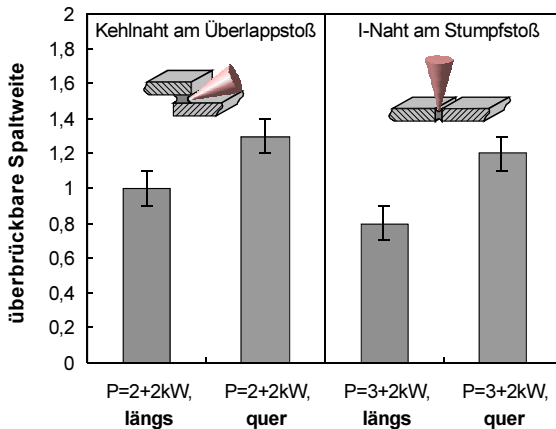 überbrückbare Spaltweite
2
1,8
1,6
1,4
1,2
1
0,8
0,6
0,4
0,2
0
Kehlnaht am Überlappstoß
I-Naht am Stumpfstoß
P=2+2kW,
längs
P=2+2kW,
quer
P=3+2kW,
längs
P=3+2kW,
quer